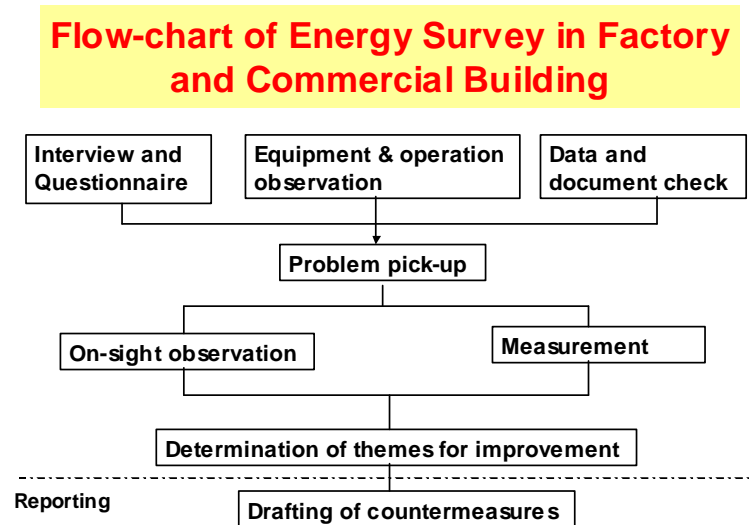 Flow-chart of Energy Survey in Factory
and Commercial Building
Interview and
Questionnaire
Equipment & operation
observation
Data and
document check
Problem pick-up
On-sight observation
Measurement
Determination of themes for improvement
Reporting
Drafting of countermeasures